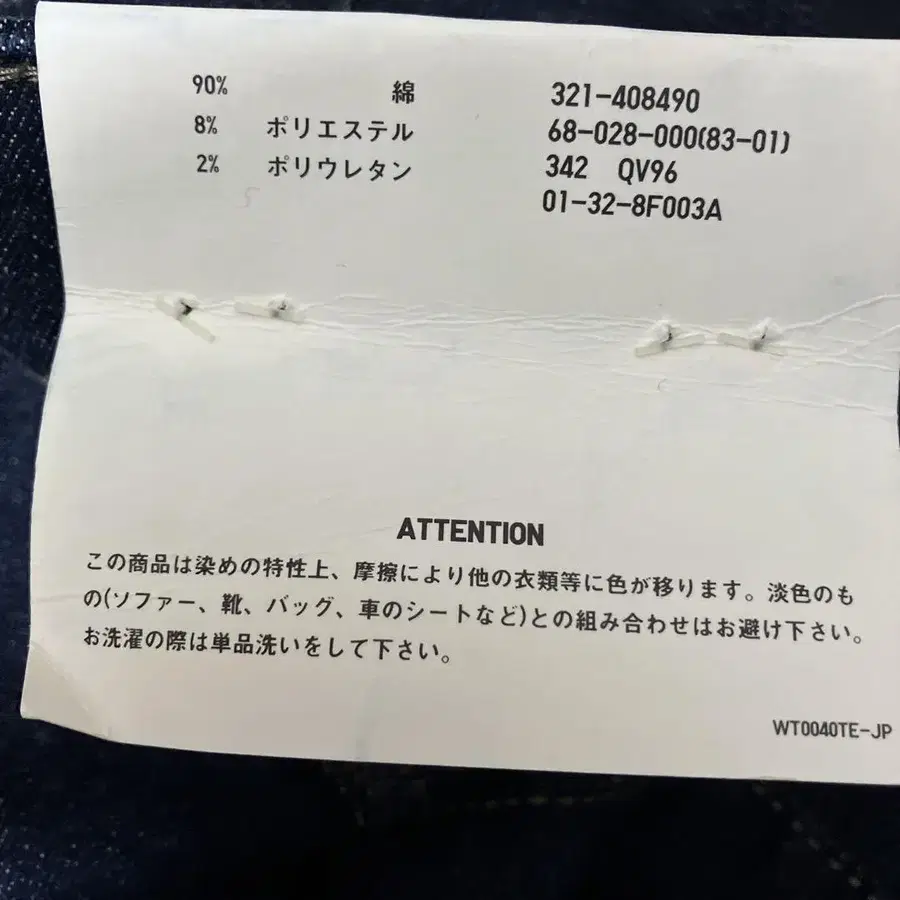 90% 綿
8% ポリエステル
2% ポリウレタン
321-408490
68-028-000(83-01)
342 QV96
01-32-8F003A
ATTENTION
この商品は染めの特性上、摩擦により他の衣類等に色が移ります。淡色のも
の(ソファー、靴、バッグ、車のシートなど)との組み合わせはお避け下さい。
お洗濯の際は単品洗いをして下さい。
WT0040TE-JP